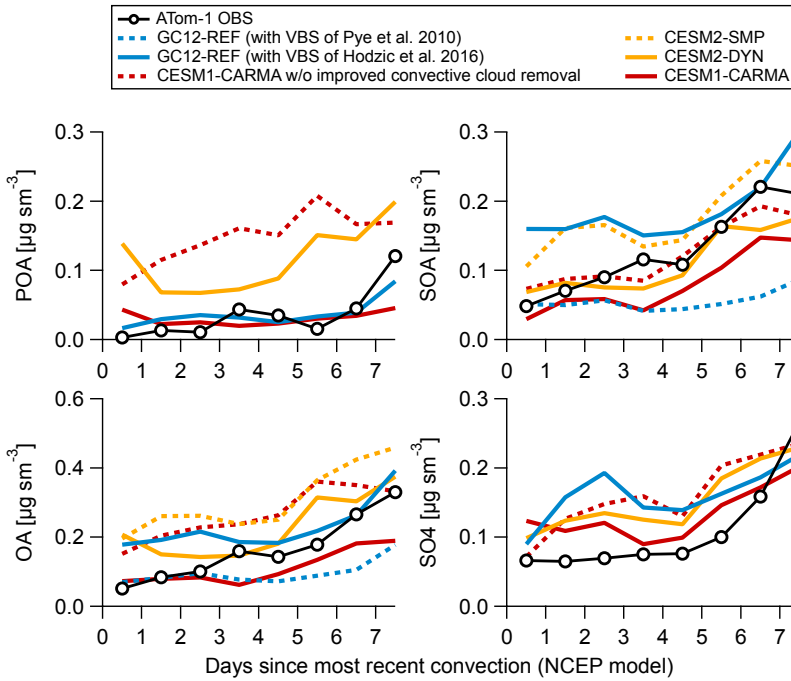 ATom-1 OBS
GC12-REF (with VBS of Pye et al. 2010)
GC12-REF (with VBS of Hodzic et al. 2016)
CESM1-CARMA w/o improved convective cloud removal
CESM2-SMP
CESM2-DYN
CESM1-CARMA
POA [µg sm⁻³]
0.3
0.2
0.1
0.0
0 1 2 3 4 5 6 7
SOA [µg sm⁻³]
0.3
0.2
0.1
0.0
0 1 2 3 4 5 6 7
OA [µg sm⁻³]
0.6
0.4
0.2
0.0
0 1 2 3 4 5 6 7
SO4 [µg sm⁻³]
0.3
0.2
0.1
0.0
0 1 2 3 4 5 6 7
Days since most recent convection (NCEP model)